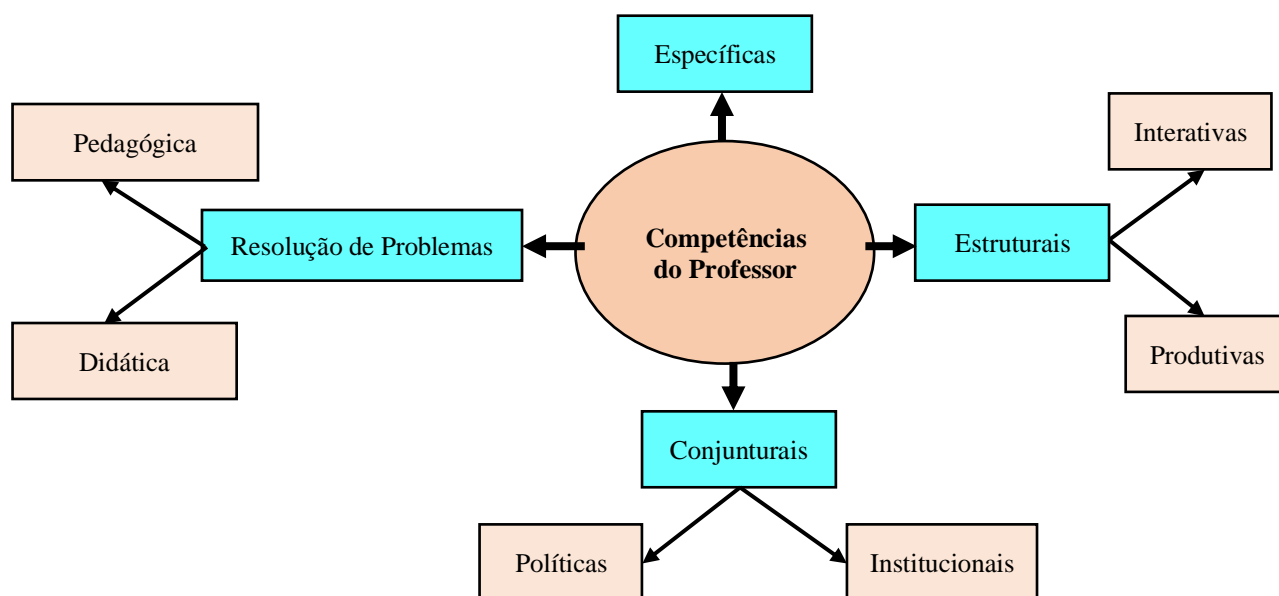 Específicas
Pedagógica
Interativas
Resolução de Problemas
Competências
do Professor
Estruturais
Didática
Produtivas
Conjunturais
Políticas
Institucionais